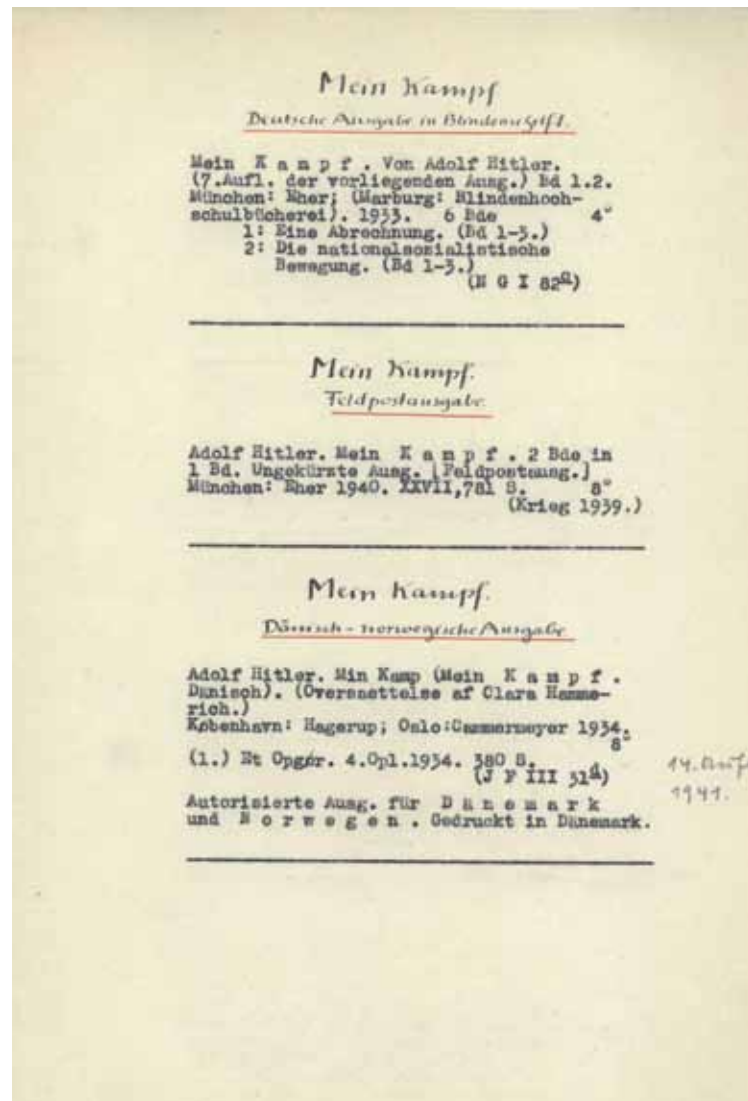 Mein Kampf
Deutsche Ausgabe in Blindenschrift.
Mein K a m p f . Von Adolf Hitler.
(7.Aufl. der vorliegenden Ausg.) Bd 1.2.
München: Eher; (Marburg: Blindenhoch-
schulbücherei). 1933. 6 Bde 4°
1: Eine Abrechnung. (Bd 1-3.)
2: Die nationalsozialistische
Bewegung. (Bd 1-3.)
(N G I 82ᵅ)
Mein Kampf.
Feldpostausgabe.
Adolf Hitler. Mein K a m p f . 2 Bde in
1 Bd. Ungekürzte Ausg. [Feldpostausg.]
München: Eher 1940. XXVII,781 S. 8°
(Krieg 1939.)
Mein Kampf.
Dänisch-norwegische Ausgabe
Adolf Hitler. Min Kamp (Mein K a m p f .
Dänisch). (Oversaettelse af Clara Hamme-
rich.)
København: Hagerup; Oslo:Cammermeyer 1934.
8°
(1.) Et Opgør. 4.Opl.1934. 380 S.
(J F III 31ᵈ)
14. Aufl
1941.
Autorisierte Ausg. für D ä n e m a r k
und N o r w e g e n . Gedruckt in Dänemark.